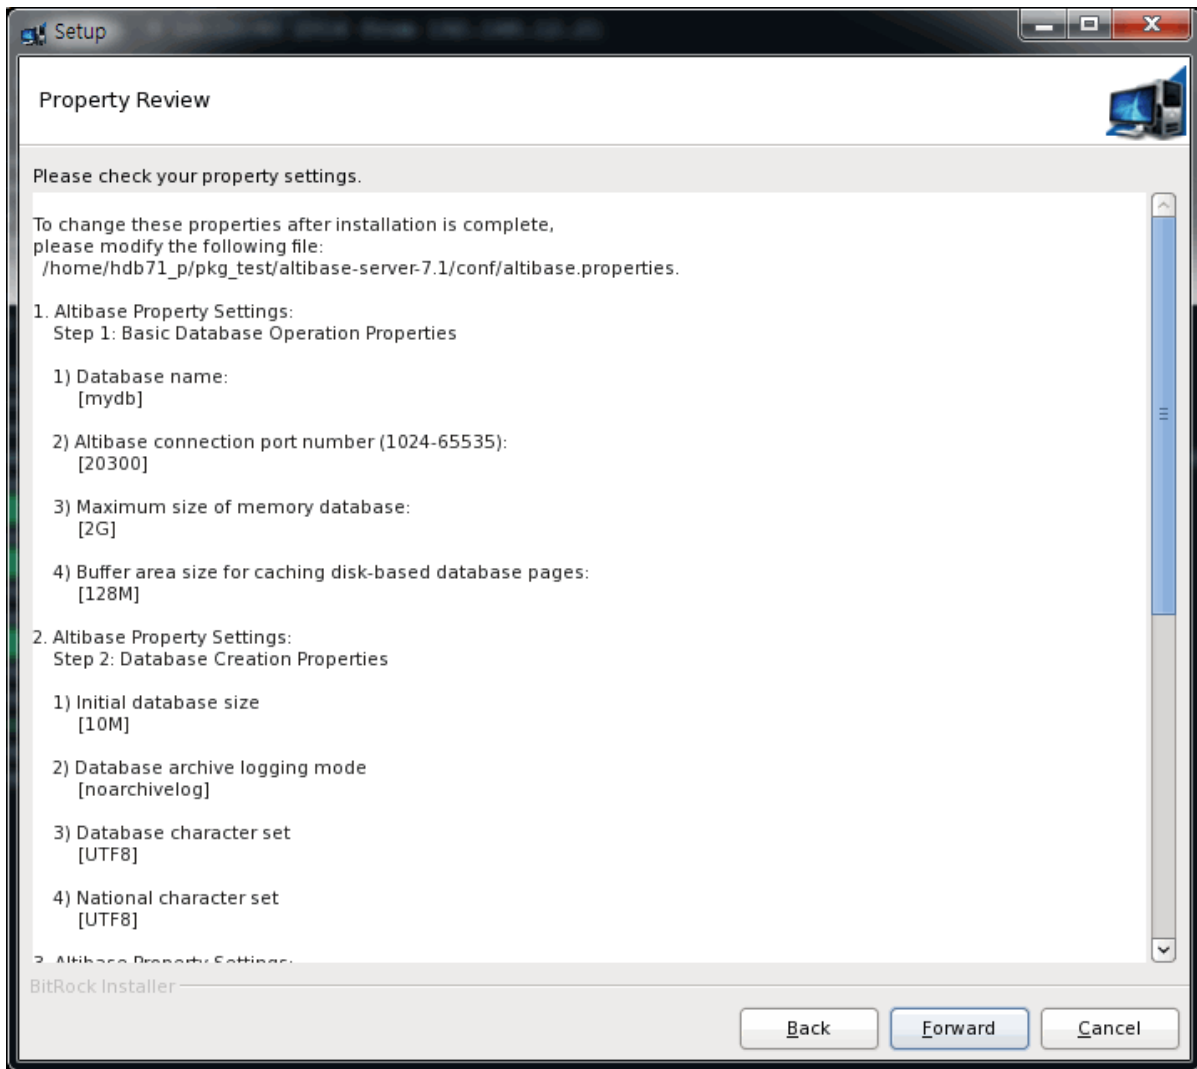 Setup
Property Review
Please check your property settings.
To change these properties after installation is complete,
please modify the following file:
/home/hdb71_p/pkg_test/altibase-server-7.1/conf/altibase.properties.
1. Altibase Property Settings:
Step 1: Basic Database Operation Properties
1) Database name:
[mydb]
2) Altibase connection port number (1024-65535):
[20300]
3) Maximum size of memory database:
[2G]
4) Buffer area size for caching disk-based database pages:
[128M]
2. Altibase Property Settings:
Step 2: Database Creation Properties
1) Initial database size
[10M]
2) Database archive logging mode
[noarchivelog]
3) Database character set
[UTF8]
4) National character set
[UTF8]
3. Altibase Property Settings:
BitRock Installer
Back
Forward
Cancel